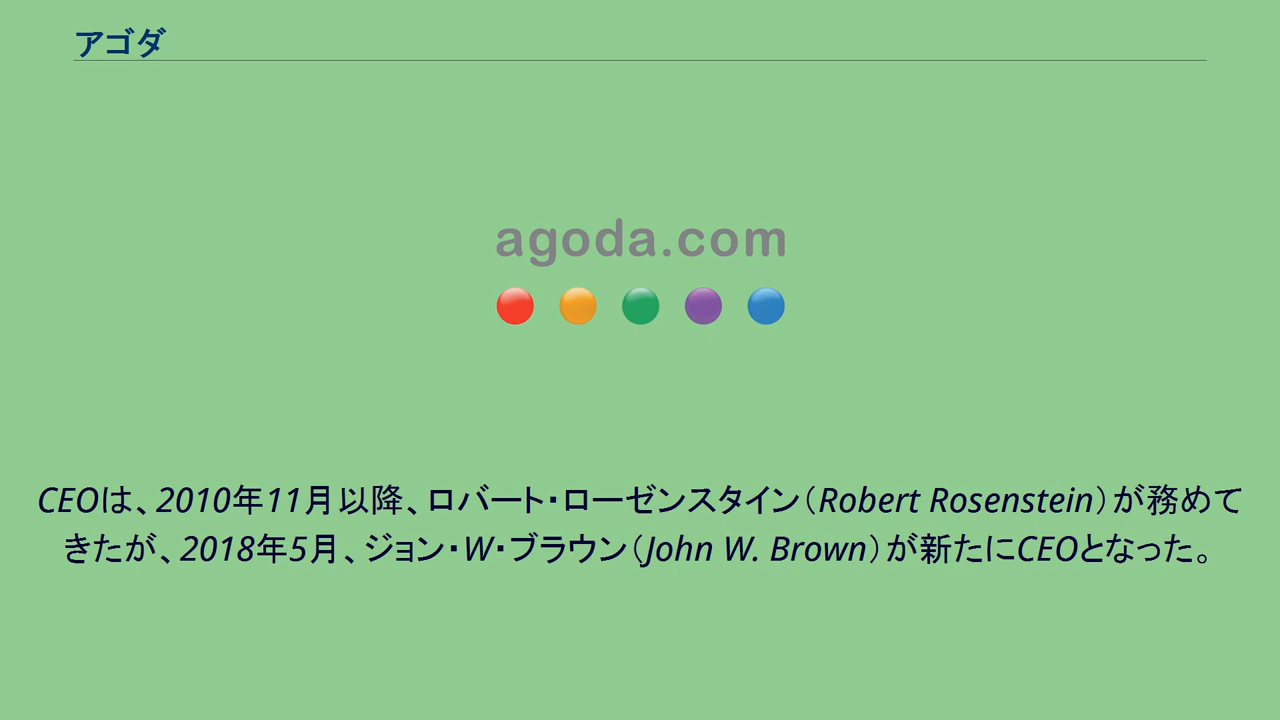 アゴダ
agoda.com
CEOは、2010年11月以降、ロバート・ローゼンスタイン（Robert Rosenstein）が務めて
きたが、2018年5月、ジョン・W・ブラウン（John W. Brown）が新たにCEOとなった。